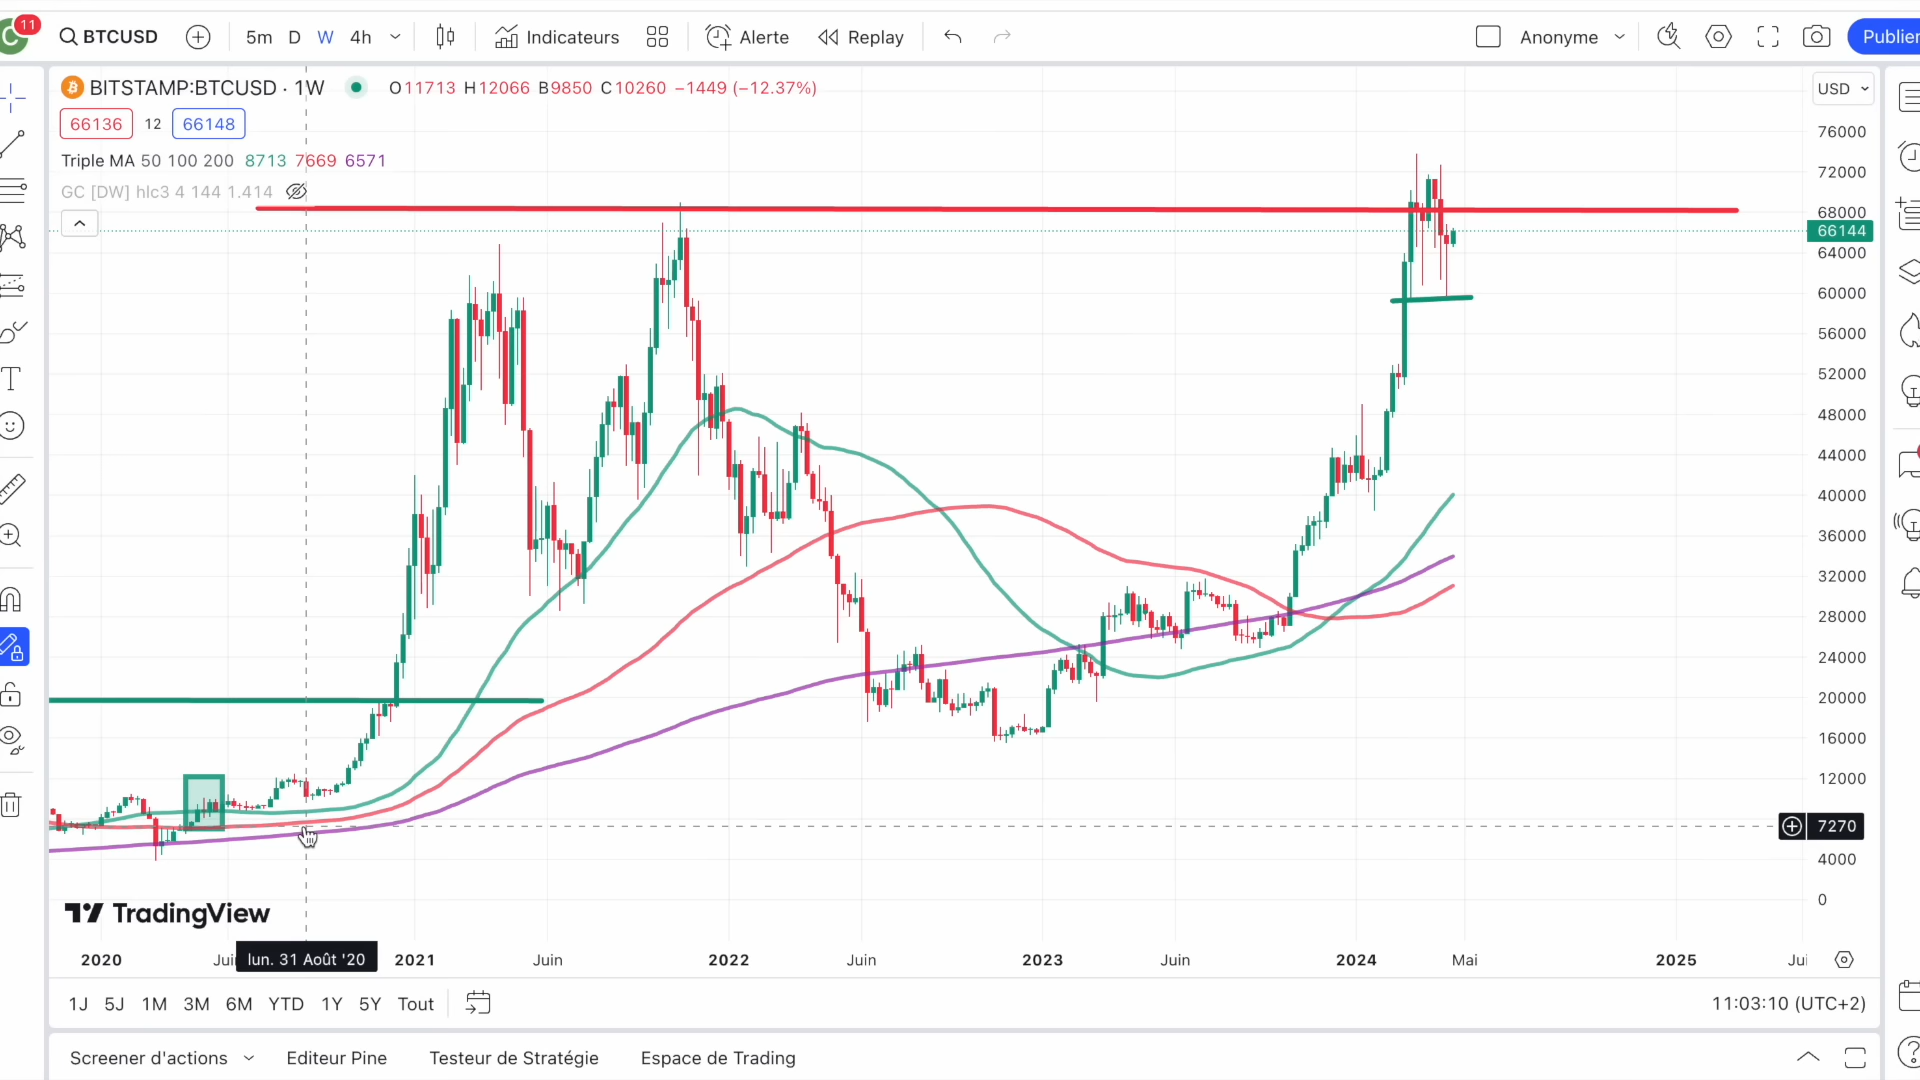 11
BTCUSD 5m D W 4h Indicateurs Alerte Replay Anonyme Publier
BITSTAMP:BTCUSD · 1W O11713 H12066 B9850 C10260 −1449 (−12.37%) USD
66136 12 66148
Triple MA 50 100 200 8713 7669 6571
GC [DW] hlc3 4 144 1.414
76000
72000
68000
66144
64000
60000
56000
52000
48000
44000
40000
36000
32000
28000
24000
20000
16000
12000
7270
4000
0
TradingView
2020 Jui lun. 31 Août '20 2021 Juin 2022 Juin 2023 Juin 2024 Mai 2025 Jui
1J 5J 1M 3M 6M YTD 1Y 5Y Tout 11:03:10 (UTC+2)
Screener d'actions Editeur Pine Testeur de Stratégie Espace de Trading